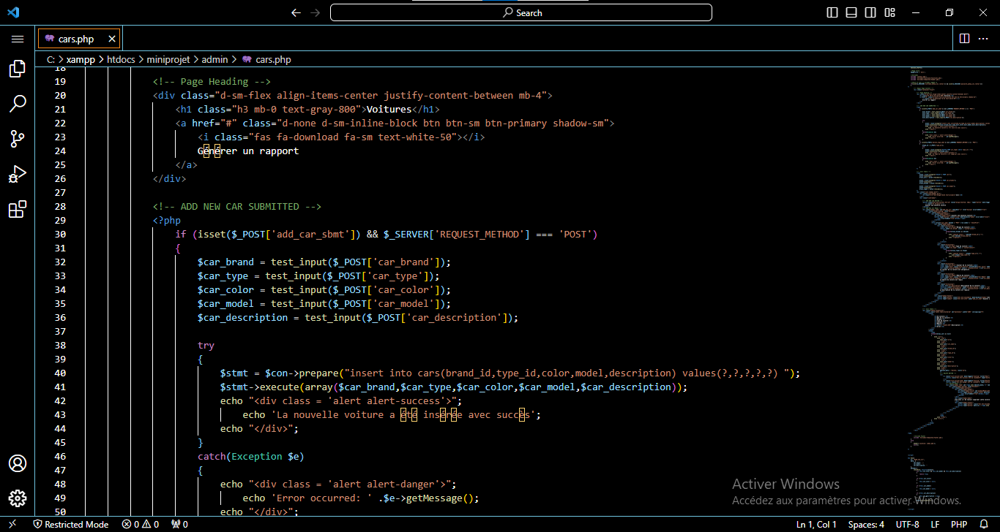 Search
cars.php
C: > xampp > htdocs > miniprojet > admin > cars.php
18
19 <!-- Page Heading -->
20 <div class="d-sm-flex align-items-center justify-content-between mb-4">
21 <h1 class="h3 mb-0 text-gray-800">Voitures</h1>
22 <a href="#" class="d-none d-sm-inline-block btn btn-sm btn-primary shadow-sm">
23 <i class="fas fa-download fa-sm text-white-50"></i>
24 Générer un rapport
25 </a>
26 </div>
27
28 <!-- ADD NEW CAR SUBMITTED -->
29 <?php
30 if (isset($_POST['add_car_sbmt']) && $_SERVER['REQUEST_METHOD'] === 'POST')
31 {
32 $car_brand = test_input($_POST['car_brand']);
33 $car_type = test_input($_POST['car_type']);
34 $car_color = test_input($_POST['car_color']);
35 $car_model = test_input($_POST['car_model']);
36 $car_description = test_input($_POST['car_description']);
37
38 try
39 {
40 $stmt = $con->prepare("insert into cars(brand_id,type_id,color,model,description) values(?,?,?,?,?) ");
41 $stmt->execute(array($car_brand,$car_type,$car_color,$car_model,$car_description));
42 echo "<div class = 'alert alert-success'>";
43 echo 'La nouvelle voiture a été insérée avec succès';
44 echo "</div>";
45 }
46 catch(Exception $e)
47 {
48 echo "<div class = 'alert alert-danger'>";
49 echo 'Error occurred: ' .$e->getMessage();
50 echo "</div>";
Activer Windows
Accédez aux paramètres pour activer Windows.
Restricted Mode 0 0 0 Ln 1, Col 1 Spaces: 4 UTF-8 LF PHP